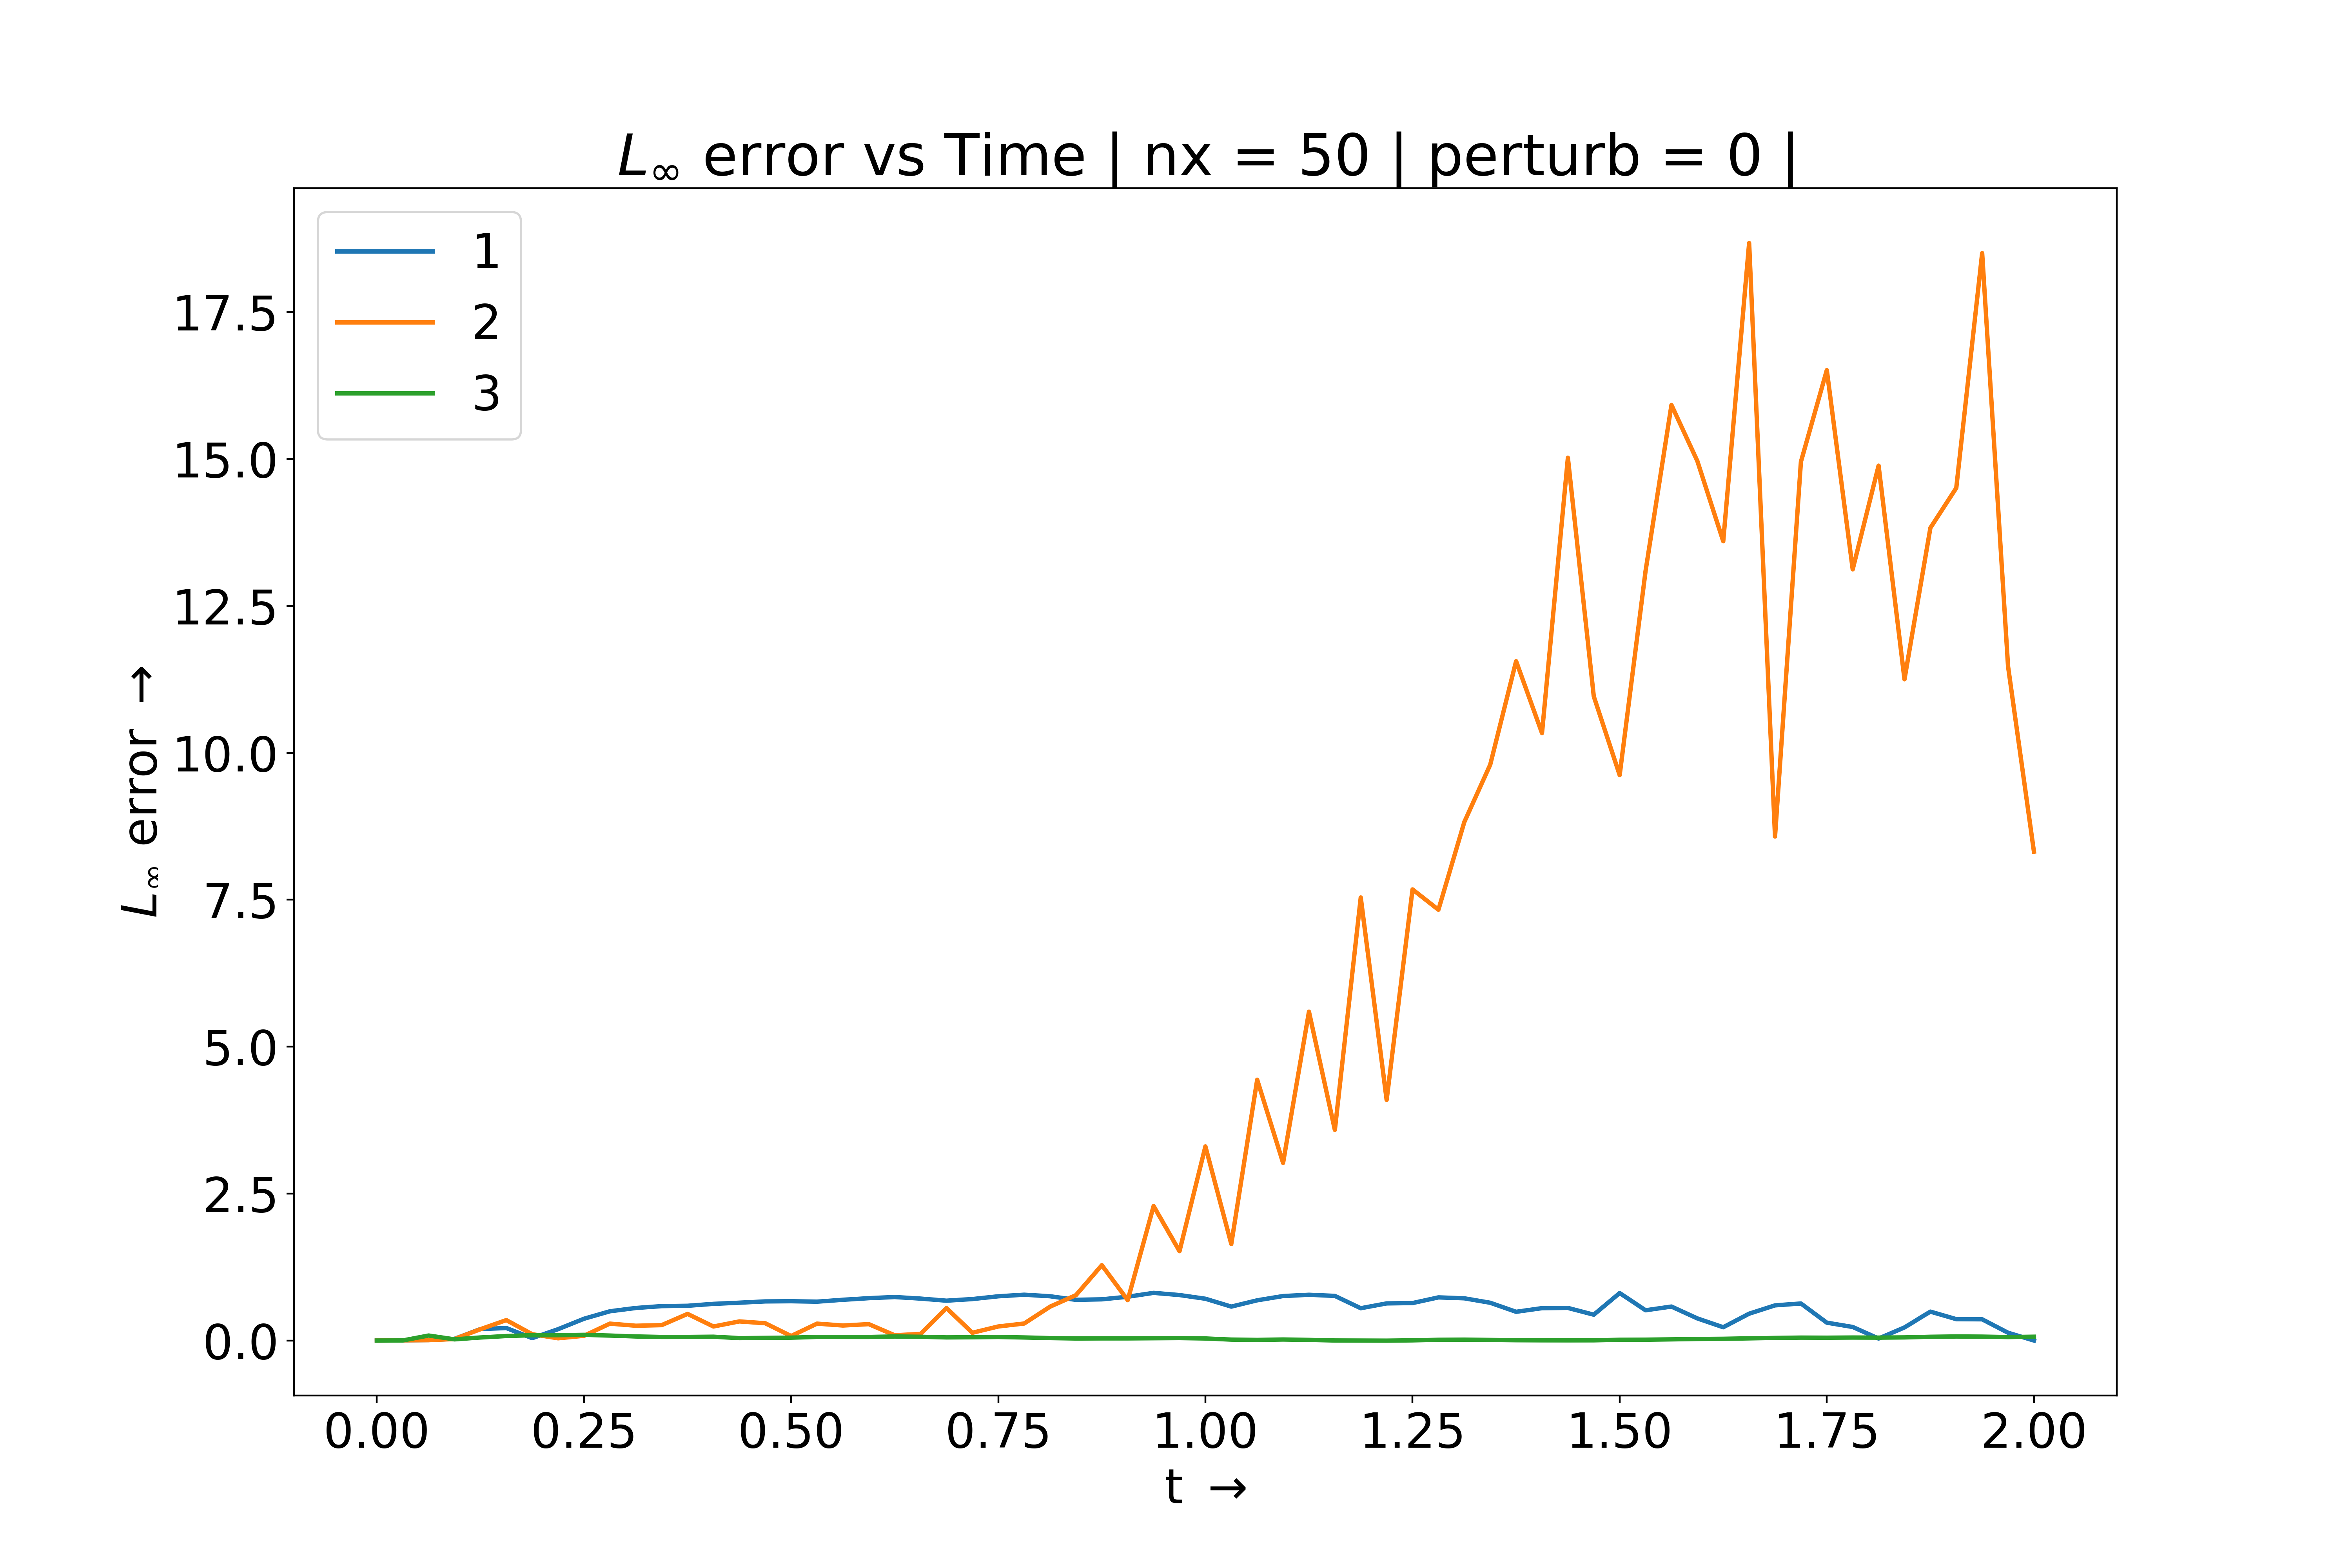 L∞ error vs Time | nx = 50 | perturb = 0 |
1
2
3
17.5
15.0
12.5
10.0
7.5
5.0
2.5
0.0
L∞ error →
0.00 0.25 0.50 0.75 1.00 1.25 1.50 1.75 2.00
t →